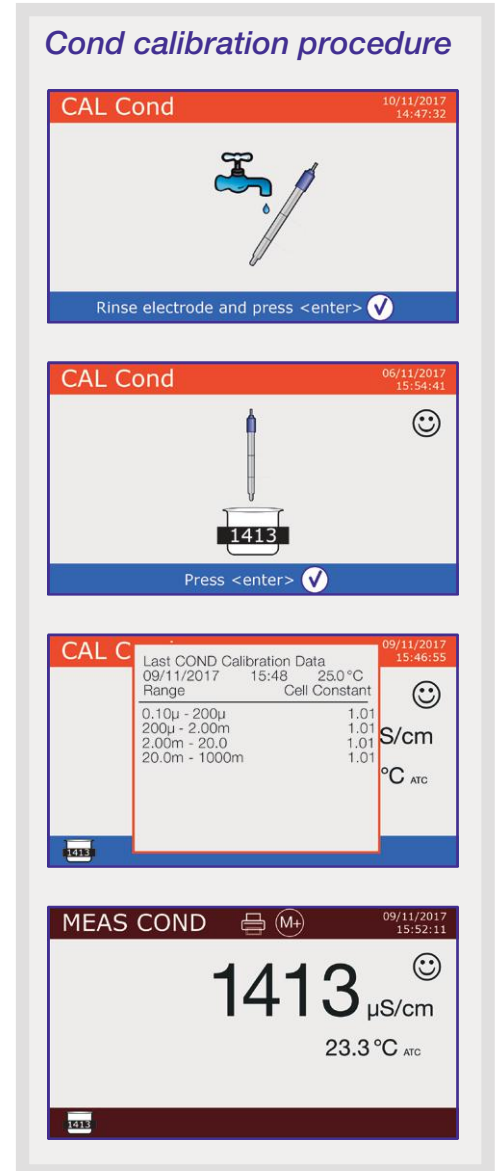 Cond calibration procedure
CAL Cond
10/11/2017
14:47:32
Rinse electrode and press <enter>
CAL Cond
06/11/2017
15:54:41
1413
Press <enter>
CAL C
09/11/2017
15:46:55
Last COND Calibration Data
09/11/2017 15:48 25.0 °C
Range Cell Constant
0.10µ - 200µ 1.01
200µ - 2.00m 1.01
2.00m - 20.0 1.01
20.0m - 1000m 1.01
S/cm
°C ATC
1413
MEAS COND M+
09/11/2017
15:52:11
1413 µS/cm
23.3 °C ATC
1413